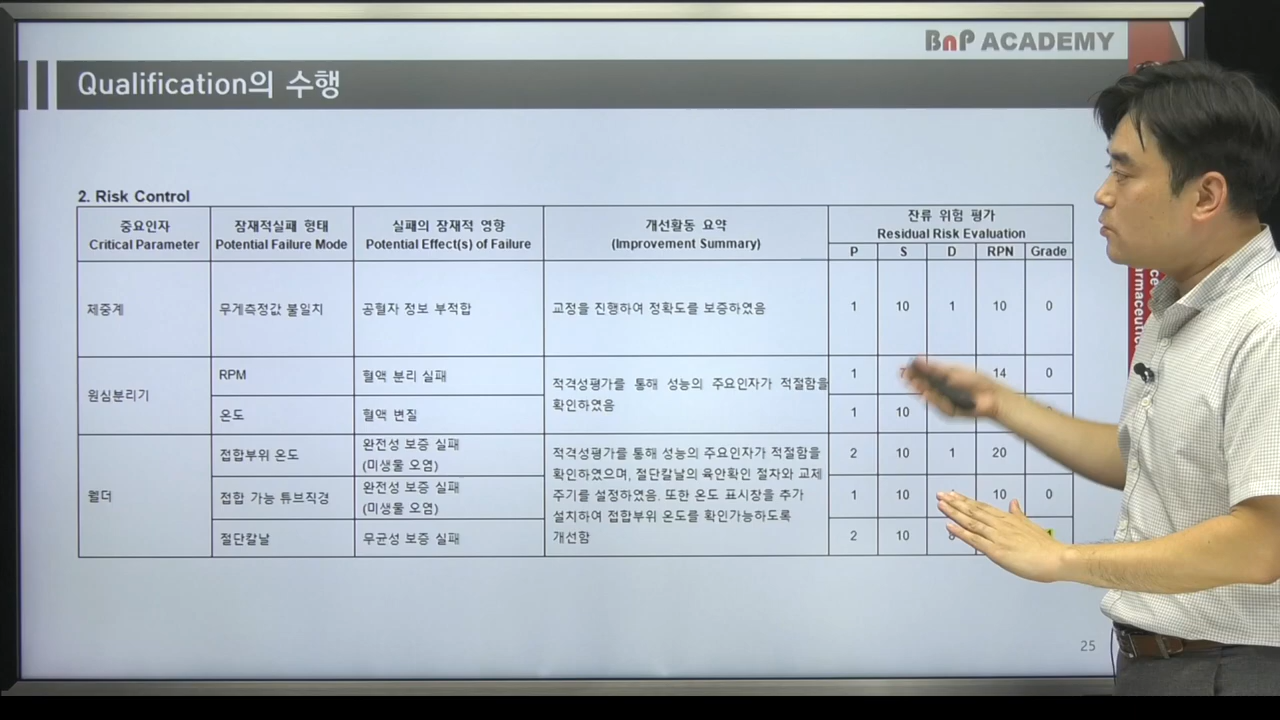 BnP ACADEMY
Qualification의 수행
2. Risk Control
중요인자
Critical Parameter
잠재적실패 형태
Potential Failure Mode
실패의 잠재적 영향
Potential Effect(s) of Failure
개선활동 요약
(Improvement Summary)
잔류 위험 평가
Residual Risk Evaluation
P S D RPN Grade
제중계 무게측정값 불일치 공혈자 정보 부적합 교정을 진행하여 정확도를 보증하였음 1 10 1 10 0
원심분리기
RPM 혈액 분리 실패 1 7 14 0
적격성평가를 통해 성능의 주요인자가 적절함을
확인하였음
온도 혈액 변질 1 10
웰더
접합부위 온도
완전성 보증 실패
(미생물 오염)
2 10 1 20
접합 가능 튜브직경
완전성 보증 실패
(미생물 오염)
1 10 10 0
절단칼날 무균성 보증 실패 2 10
적격성평가를 통해 성능의 주요인자가 적절함을
확인하였으며, 절단칼날의 육안확인 절차와 교체
주기를 설정하였음. 또한 온도 표시창을 추가
설치하여 접합부위 온도를 확인가능하도록
개선함
25